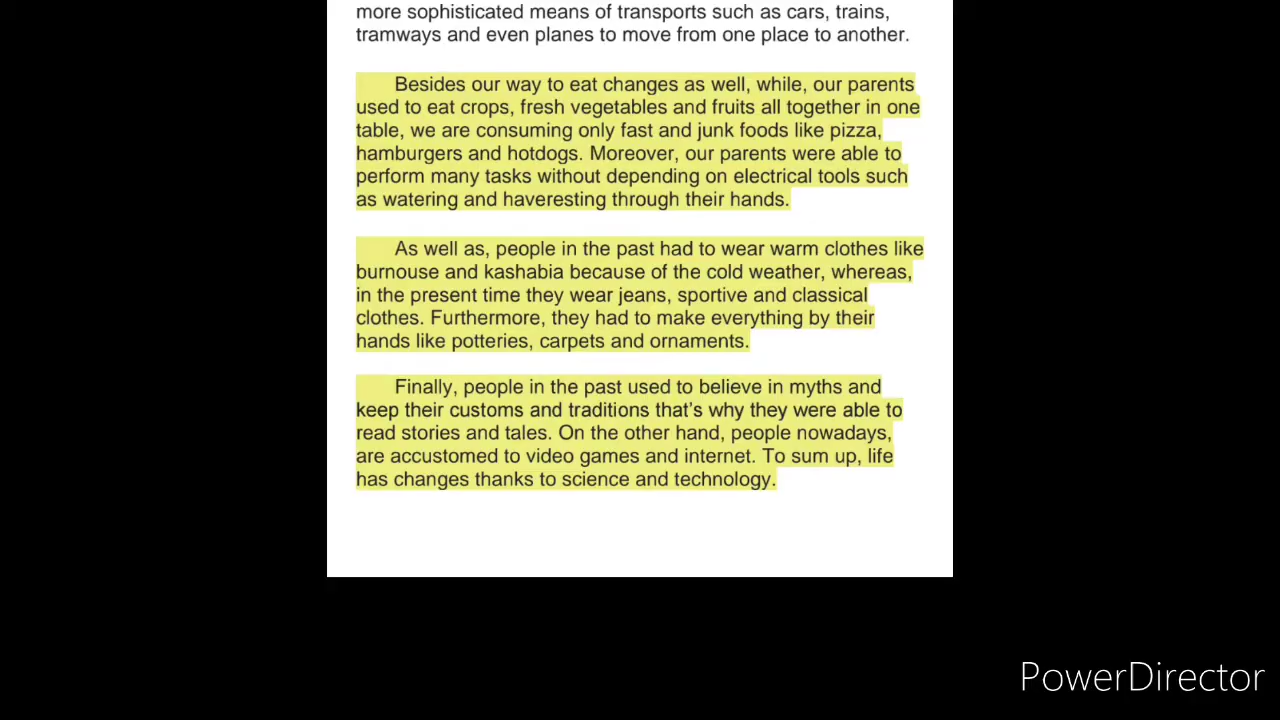 more sophisticated means of transports such as cars, trains,
tramways and even planes to move from one place to another.
Besides our way to eat changes as well, while, our parents
used to eat crops, fresh vegetables and fruits all together in one
table, we are consuming only fast and junk foods like pizza,
hamburgers and hotdogs. Moreover, our parents were able to
perform many tasks without depending on electrical tools such
as watering and haveresting through their hands.
As well as, people in the past had to wear warm clothes like
burnouse and kashabia because of the cold weather, whereas,
in the present time they wear jeans, sportive and classical
clothes. Furthermore, they had to make everything by their
hands like potteries, carpets and ornaments.
Finally, people in the past used to believe in myths and
keep their customs and traditions that's why they were able to
read stories and tales. On the other hand, people nowadays,
are accustomed to video games and internet. To sum up, life
has changes thanks to science and technology.
PowerDirector